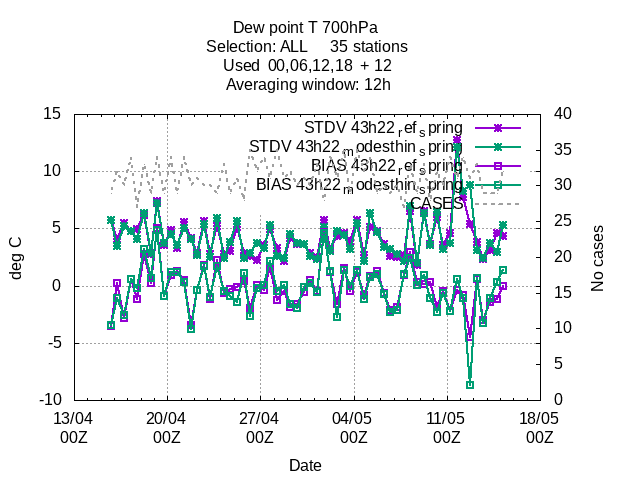 Dew point T 700hPa
Selection: ALL     35 stations
Used  00,06,12,18  + 12
Averaging window: 12h
STDV 43h22_ref_spring
STDV 43h22_modesthin_spring
BIAS 43h22_ref_spring
BIAS 43h22_modesthin_spring
CASES
deg C
15
10
5
0
-5
-10
No cases
40
35
30
25
20
15
10
5
0
13/04 00Z
20/04 00Z
27/04 00Z
04/05 00Z
11/05 00Z
18/05 00Z
Date